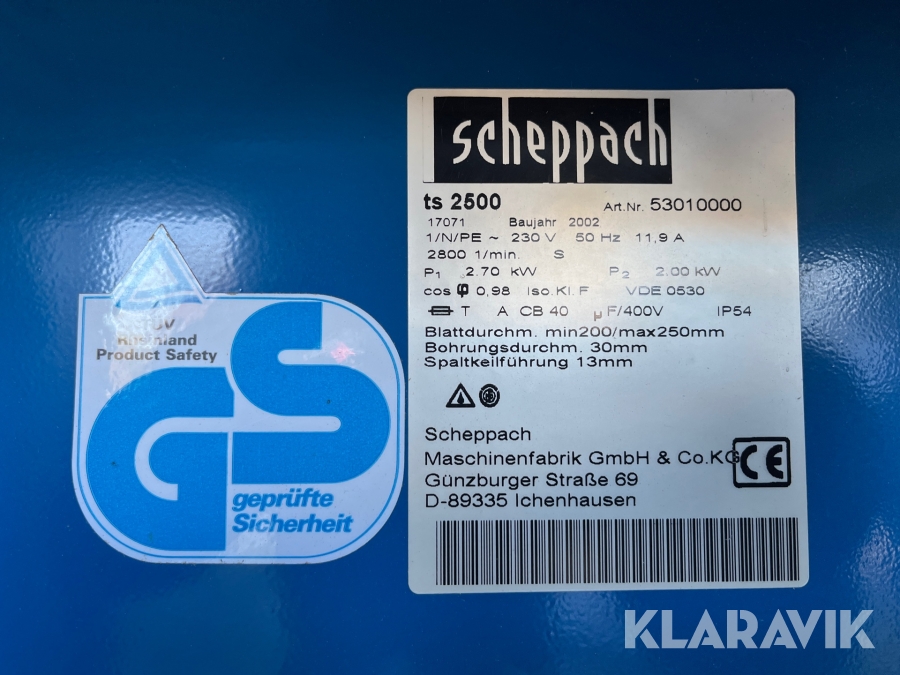 scheppach
ts 2500 Art.Nr. 53010000
17071 Baujahr 2002
1/N/PE ~ 230 V 50 Hz 11,9 A
2800 1/min. S
P1 2.70 kW P2 2.00 kW
cos φ 0,98 Iso.Kl.F VDE 0530
T A CB 40 µF/400V IP54
Blattdurchm. min200/max250mm
Bohrungsdurchm. 30mm
Spaltkeilführung 13mm
Scheppach
Maschinenfabrik GmbH & Co.KG
Günzburger Straße 69
D-89335 Ichenhausen
CE
TÜV
Rheinland
Product Safety
GS
geprüfte
Sicherheit
KLARAVIK